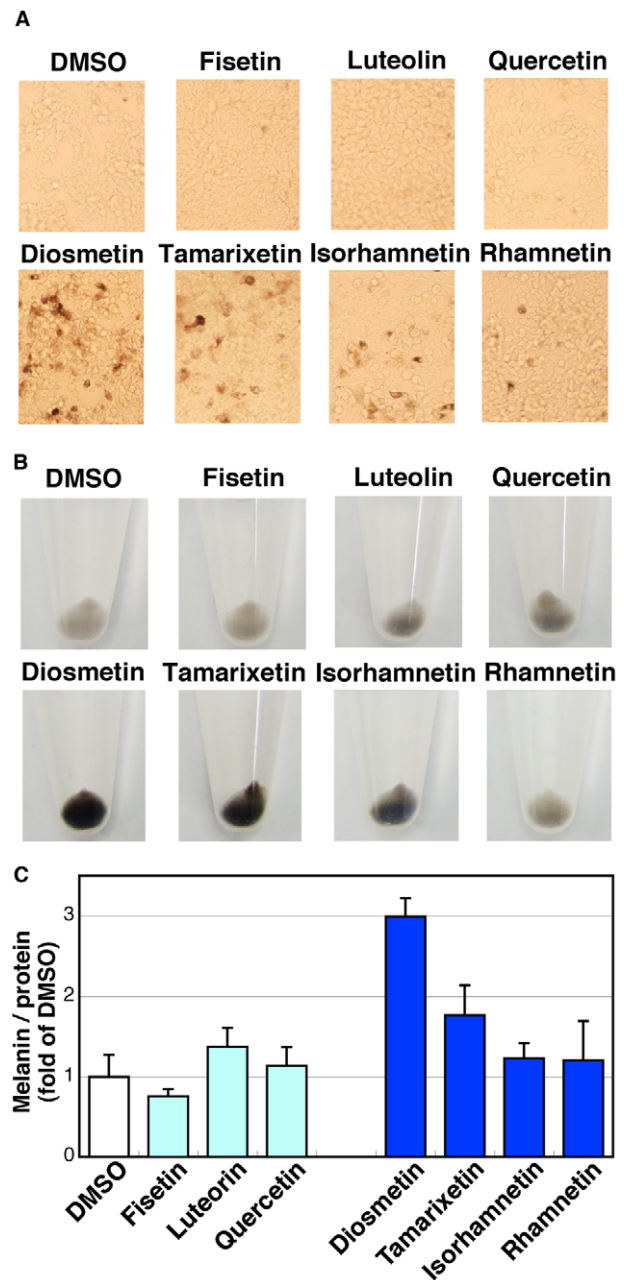 A
DMSO Fisetin Luteolin Quercetin
Diosmetin Tamarixetin Isorhamnetin Rhamnetin
B
DMSO Fisetin Luteolin Quercetin
Diosmetin Tamarixetin Isorhamnetin Rhamnetin
C
Melanin / protein
(fold of DMSO)
3
2
1
0
DMSO Fisetin Luteorin Quercetin Diosmetin Tamarixetin Isorhamnetin Rhamnetin